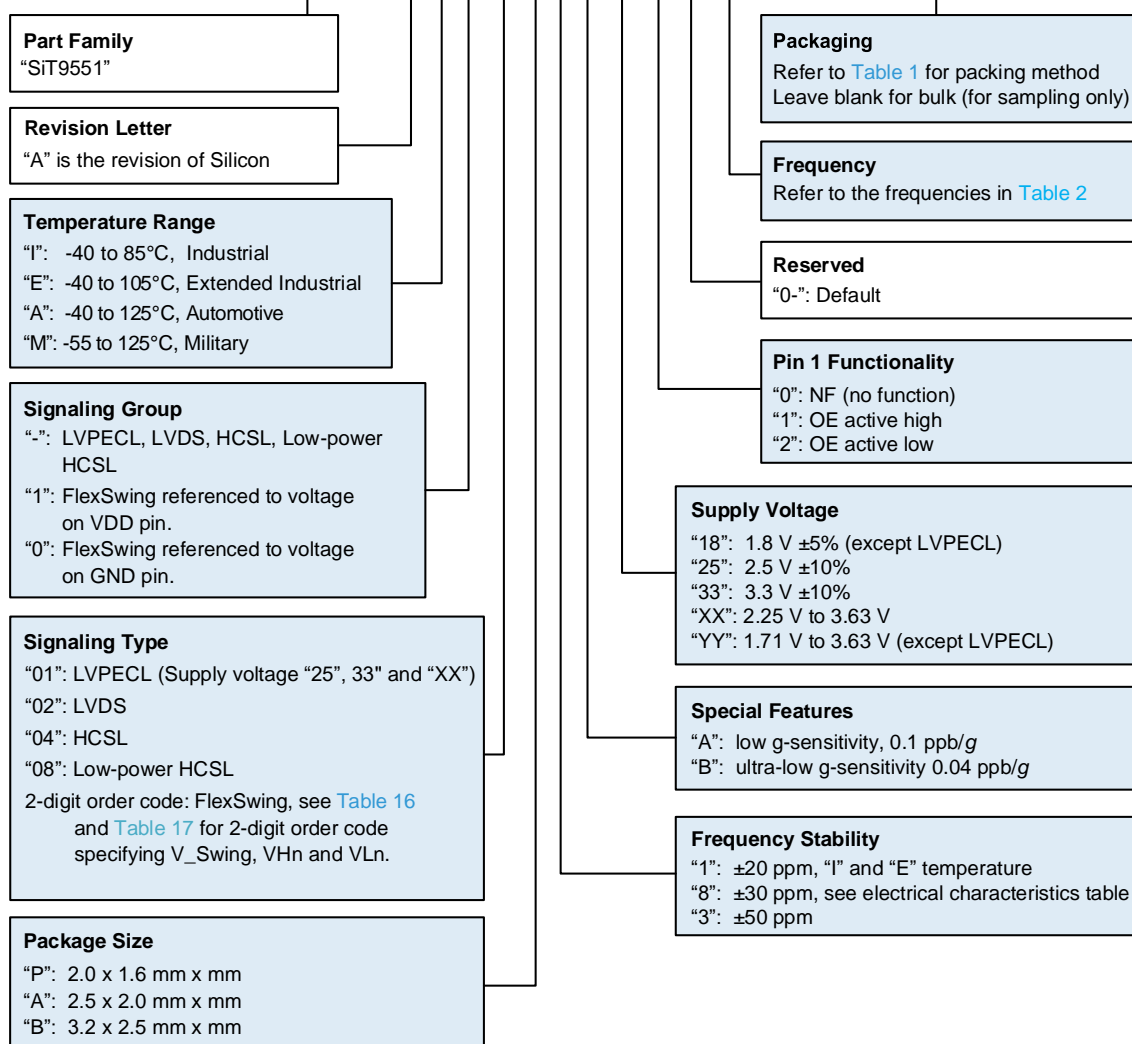 Part Family
“SiT9551”
Revision Letter
“A” is the revision of Silicon
Temperature Range
“I”: -40 to 85°C, Industrial
“E”: -40 to 105°C, Extended Industrial
“A”: -40 to 125°C, Automotive
“M”: -55 to 125°C, Military
Signaling Group
“-”: LVPECL, LVDS, HCSL, Low-power
HCSL
“1”: FlexSwing referenced to voltage
on VDD pin.
“0”: FlexSwing referenced to voltage
on GND pin.
Signaling Type
“01”: LVPECL (Supply voltage “25”, 33" and “XX”)
“02”: LVDS
“04”: HCSL
“08”: Low-power HCSL
2-digit order code: FlexSwing, see Table 16
and Table 17 for 2-digit order code
specifying V_Swing, VHn and VLn.
Package Size
“P”: 2.0 x 1.6 mm x mm
“A”: 2.5 x 2.0 mm x mm
“B”: 3.2 x 2.5 mm x mm
Packaging
Refer to Table 1 for packing method
Leave blank for bulk (for sampling only)
Frequency
Refer to the frequencies in Table 2
Reserved
“0-”: Default
Pin 1 Functionality
“0”: NF (no function)
“1”: OE active high
“2”: OE active low
Supply Voltage
“18”: 1.8 V ±5% (except LVPECL)
“25”: 2.5 V ±10%
“33”: 3.3 V ±10%
“XX”: 2.25 V to 3.63 V
“YY”: 1.71 V to 3.63 V (except LVPECL)
Special Features
“A”: low g-sensitivity, 0.1 ppb/g
“B”: ultra-low g-sensitivity 0.04 ppb/g
Frequency Stability
“1”: ±20 ppm, “I” and “E” temperature
“8”: ±30 ppm, see electrical characteristics table
“3”: ±50 ppm